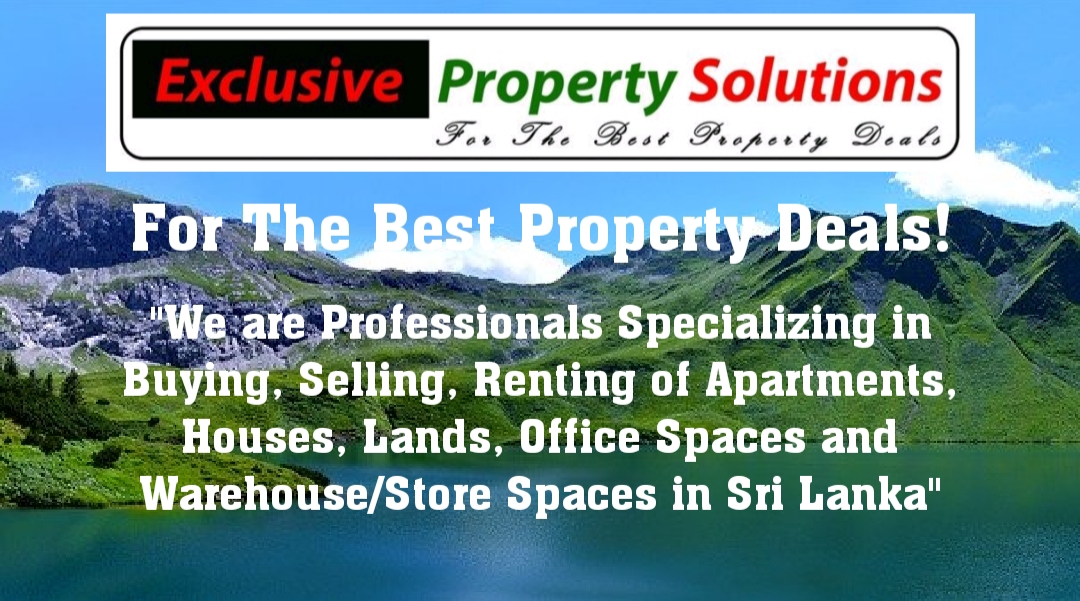 Exclusive Property Solutions
For The Best Property Deals
For The Best Property Deals!
"We are Professionals Specializing in
Buying, Selling, Renting of Apartments,
Houses, Lands, Office Spaces and
Warehouse/Store Spaces in Sri Lanka"